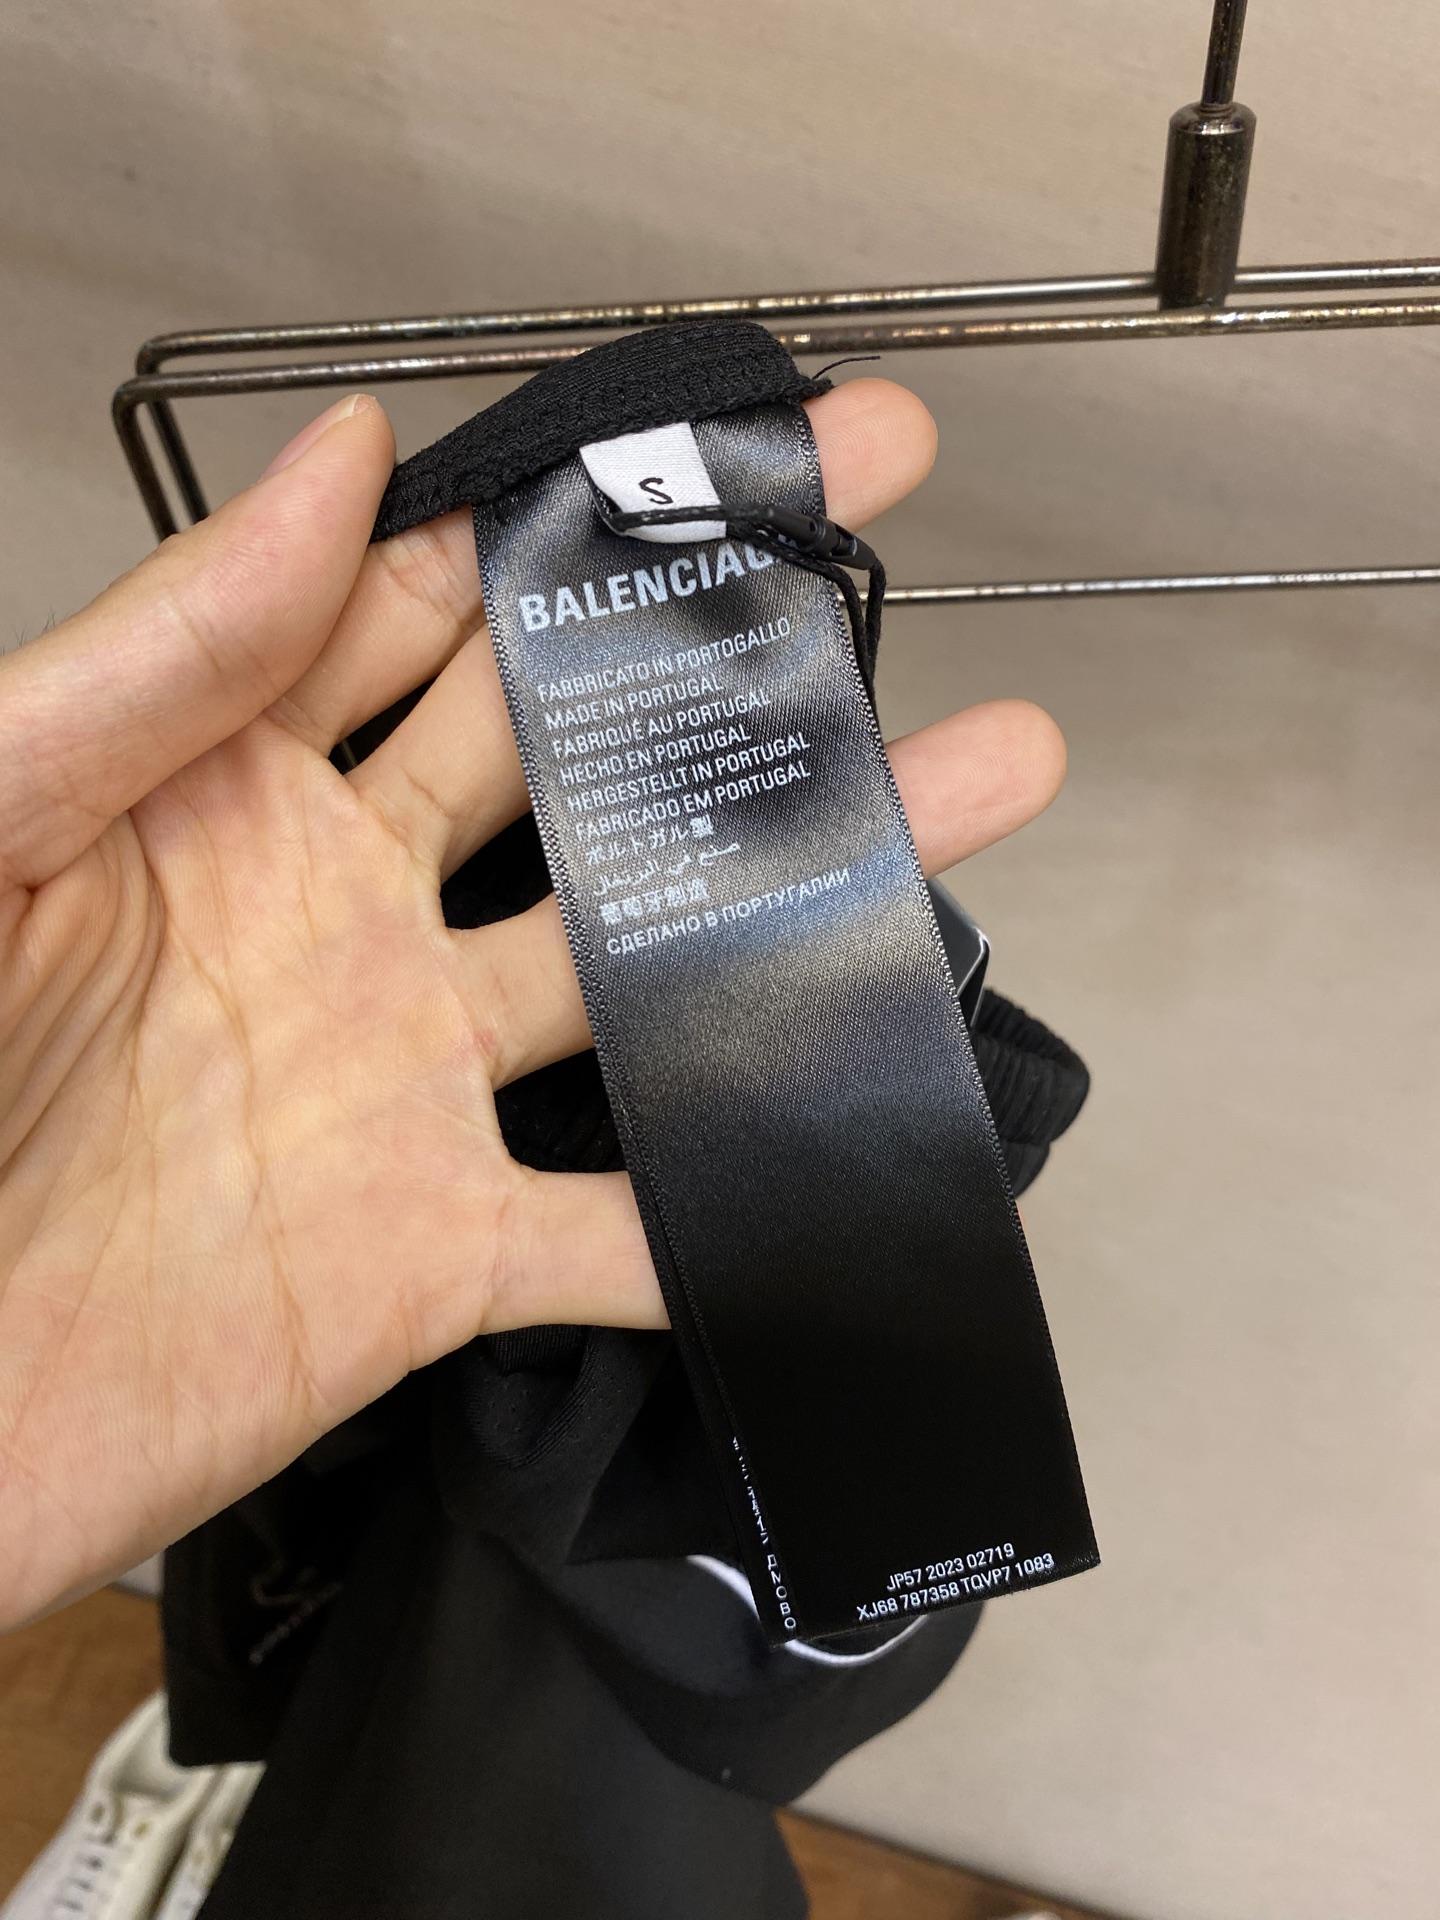 S
BALENCIAG
FABBRICATO IN PORTOGALLO
MADE IN PORTUGAL
FABRIQUÉ AU PORTUGAL
HECHO EN PORTUGAL
HERGESTELLT IN PORTUGAL
FABRICADO EM PORTUGAL
ポルトガル製
صنع في البرتغال
葡萄牙制造
СДЕЛАНО В ПОРТУГАЛИИ
JP57 2023 02719
XJ68 787358 TQVP7 1083